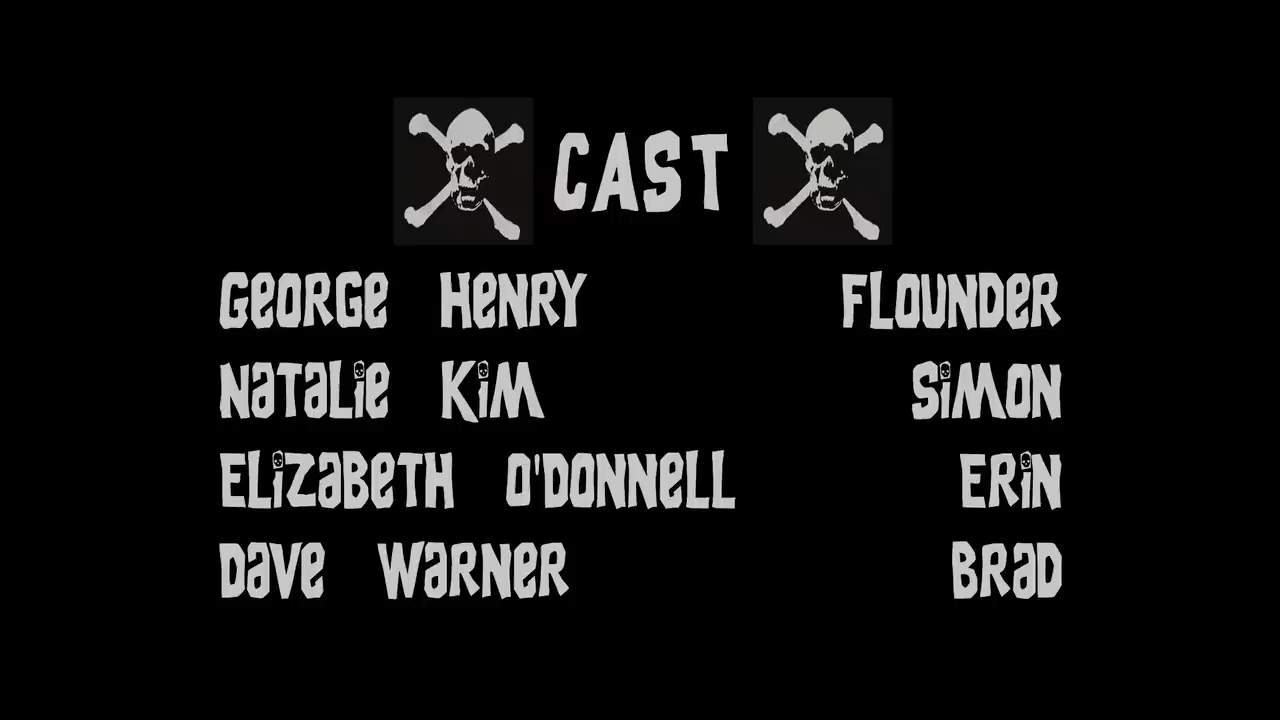 CAST
GEORGE HENRY FLOUNDER
NATALIE KIM SIMON
ELIZABETH O'DONNELL ERIN
DAVE WARNER BRAD